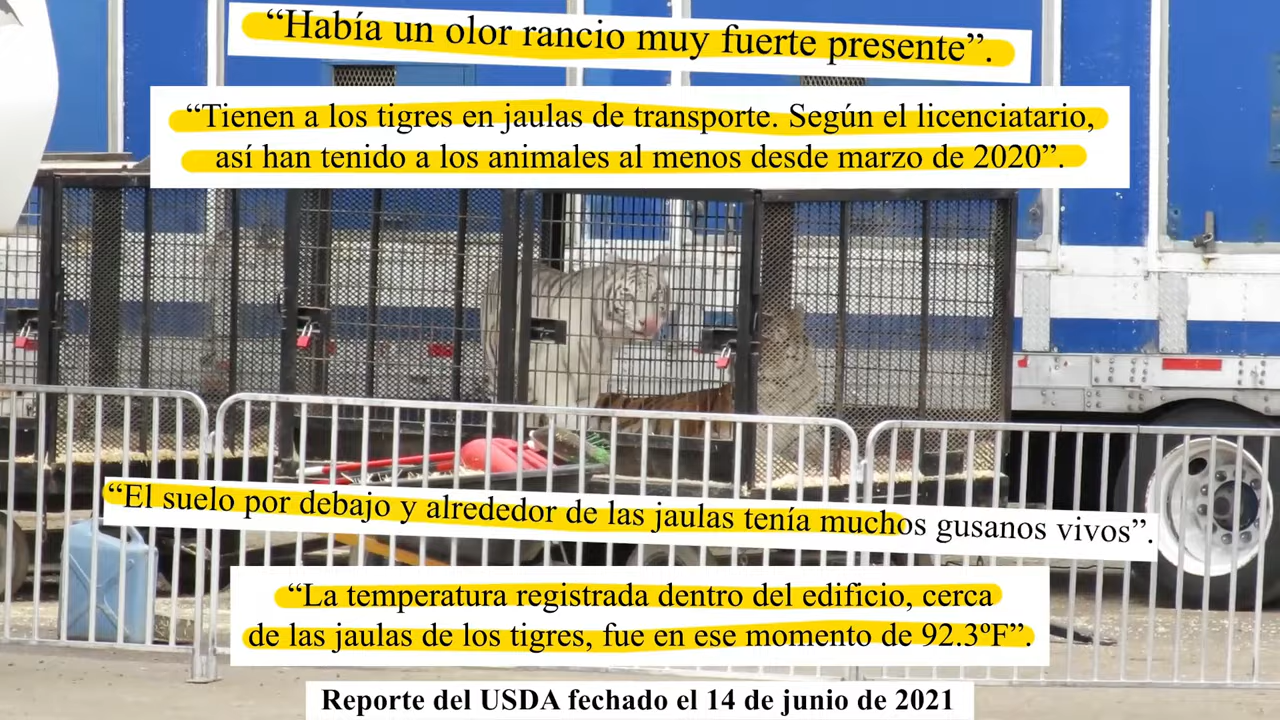 “Había un olor rancio muy fuerte presente”.
“Tienen a los tigres en jaulas de transporte. Según el licenciatario,
así han tenido a los animales al menos desde marzo de 2020”.
“El suelo por debajo y alrededor de las jaulas tenía muchos gusanos vivos”.
“La temperatura registrada dentro del edificio, cerca
de las jaulas de los tigres, fue en ese momento de 92.3ºF”.
Reporte del USDA fechado el 14 de junio de 2021